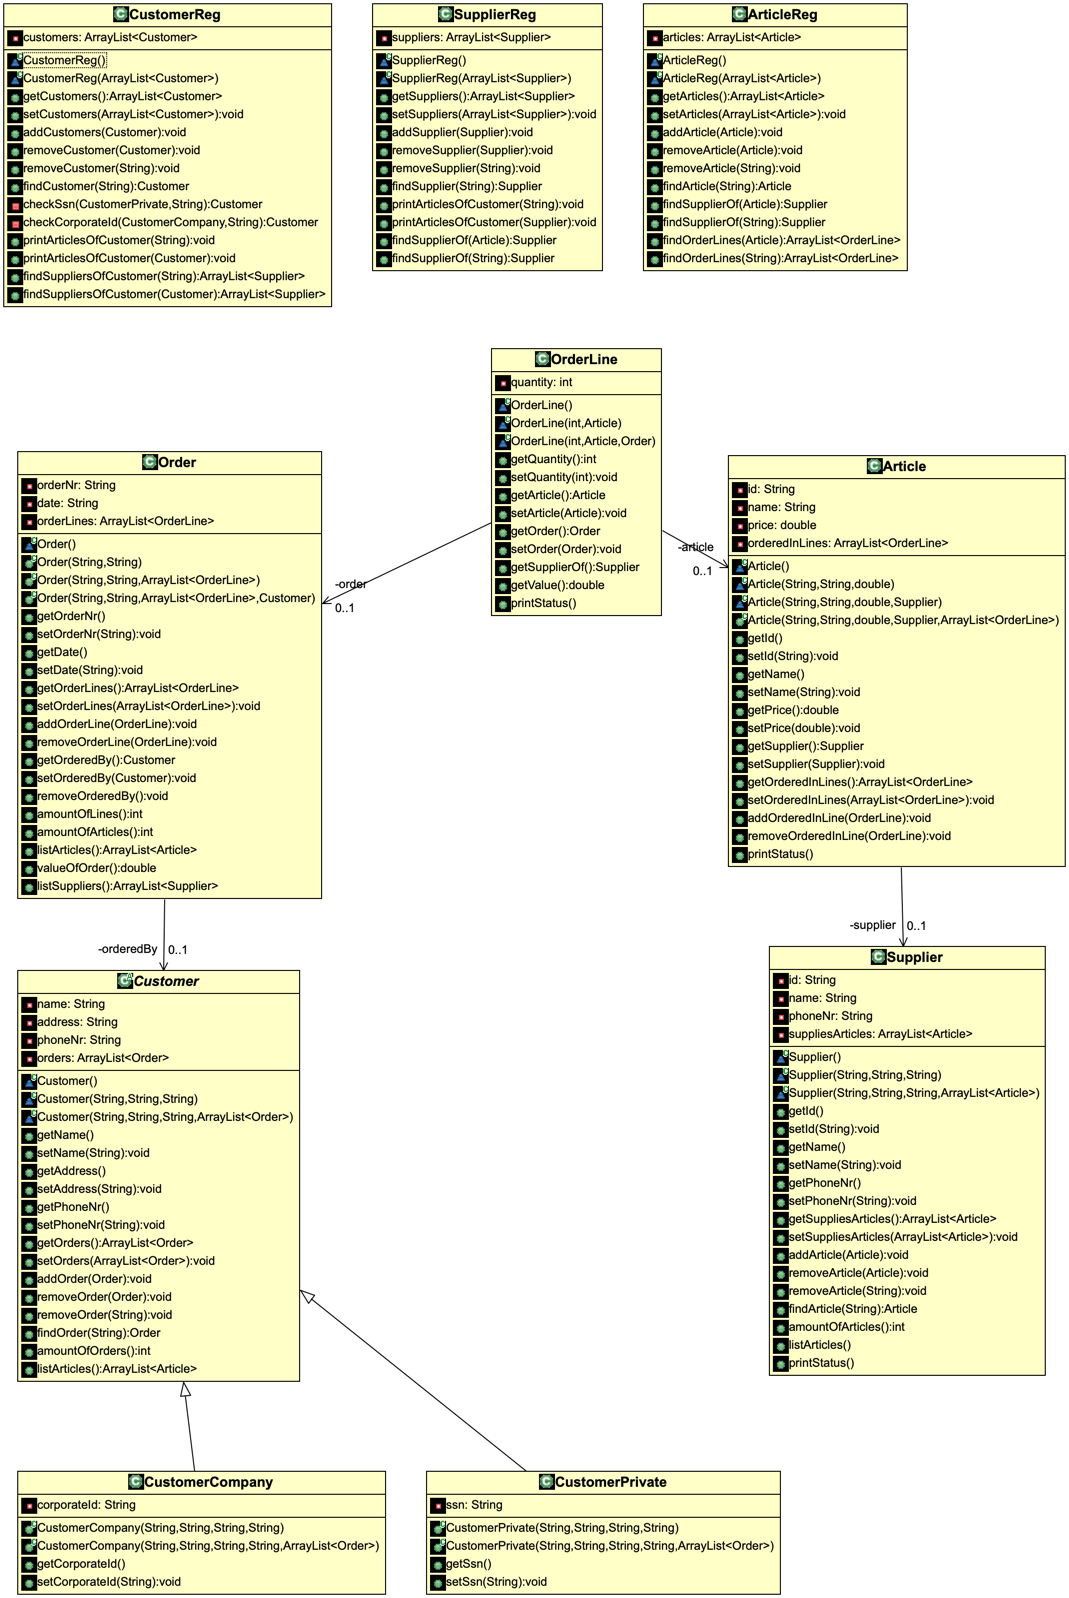 CustomerReg
customers: ArrayList<Customer>
CustomerReg()
CustomerReg(ArrayList<Customer>)
getCustomers():ArrayList<Customer>
setCustomers(ArrayList<Customer>):void
addCustomers(Customer):void
removeCustomer(Customer):void
removeCustomer(String):void
findCustomer(String):Customer
checkSsn(CustomerPrivate,String):Customer
checkCorporateId(CustomerCompany,String):Customer
printArticlesOfCustomer(String):void
printArticlesOfCustomer(Customer):void
findSuppliersOfCustomer(String):ArrayList<Supplier>
findSuppliersOfCustomer(Customer):ArrayList<Supplier>
SupplierReg
suppliers: ArrayList<Supplier>
SupplierReg()
SupplierReg(ArrayList<Supplier>)
getSuppliers():ArrayList<Supplier>
setSuppliers(ArrayList<Supplier>):void
addSupplier(Supplier):void
removeSupplier(Supplier):void
removeSupplier(String):void
findSupplier(String):Supplier
printArticlesOfCustomer(String):void
printArticlesOfCustomer(Supplier):void
findSupplierOf(Article):Supplier
findSupplierOf(String):Supplier
ArticleReg
articles: ArrayList<Article>
ArticleReg()
ArticleReg(ArrayList<Article>)
getArticles():ArrayList<Article>
setArticles(ArrayList<Article>):void
addArticle(Article):void
removeArticle(Article):void
removeArticle(String):void
findArticle(String):Article
findSupplierOf(Article):Supplier
findSupplierOf(String):Supplier
findOrderLines(Article):ArrayList<OrderLine>
findOrderLines(String):ArrayList<OrderLine>
OrderLine
quantity: int
OrderLine()
OrderLine(int,Article)
OrderLine(int,Article,Order)
getQuantity():int
setQuantity(int):void
getArticle():Article
setArticle(Article):void
getOrder():Order
setOrder(Order):void
getSupplierOf():Supplier
getValue():double
printStatus()
-order
0..1
-article
0..1
Order
orderNr: String
date: String
orderLines: ArrayList<OrderLine>
Order()
Order(String,String)
Order(String,String,ArrayList<OrderLine>)
Order(String,String,ArrayList<OrderLine>,Customer)
getOrderNr()
setOrderNr(String):void
getDate()
setDate(String):void
getOrderLines():ArrayList<OrderLine>
setOrderLines(ArrayList<OrderLine>):void
addOrderLine(OrderLine):void
removeOrderLine(OrderLine):void
getOrderedBy():Customer
setOrderedBy(Customer):void
removeOrderedBy():void
amountOfLines():int
amountOfArticles():int
listArticles():ArrayList<Article>
valueOfOrder():double
listSuppliers():ArrayList<Supplier>
-orderedBy
0..1
Article
id: String
name: String
price: double
orderedInLines: ArrayList<OrderLine>
Article()
Article(String,String,double)
Article(String,String,double,Supplier)
Article(String,String,double,Supplier,ArrayList<OrderLine>)
getId()
setId(String):void
getName()
setName(String):void
getPrice():double
setPrice(double):void
getSupplier():Supplier
setSupplier(Supplier):void
getOrderedInLines():ArrayList<OrderLine>
setOrderedInLines(ArrayList<OrderLine>):void
addOrderedInLine(OrderLine):void
removeOrderedInLine(OrderLine):void
printStatus()
-supplier
0..1
Customer
name: String
address: String
phoneNr: String
orders: ArrayList<Order>
Customer()
Customer(String,String,String)
Customer(String,String,String,ArrayList<Order>)
getName()
setName(String):void
getAddress()
setAddress(String):void
getPhoneNr()
setPhoneNr(String):void
getOrders():ArrayList<Order>
setOrders(ArrayList<Order>):void
addOrder(Order):void
removeOrder(Order):void
removeOrder(String):void
findOrder(String):Order
amountOfOrders():int
listArticles():ArrayList<Article>
Supplier
id: String
name: String
phoneNr: String
suppliesArticles: ArrayList<Article>
Supplier()
Supplier(String,String,String)
Supplier(String,String,String,ArrayList<Article>)
getId()
setId(String):void
getName()
setName(String):void
getPhoneNr()
setPhoneNr(String):void
getSuppliesArticles():ArrayList<Article>
setSuppliesArticles(ArrayList<Article>):void
addArticle(Article):void
removeArticle(Article):void
removeArticle(String):void
findArticle(String):Article
amountOfArticles():int
listArticles()
printStatus()
CustomerCompany
corporateId: String
CustomerCompany(String,String,String,String)
CustomerCompany(String,String,String,String,ArrayList<Order>)
getCorporateId()
setCorporateId(String):void
CustomerPrivate
ssn: String
CustomerPrivate(String,String,String,String)
CustomerPrivate(String,String,String,String,ArrayList<Order>)
getSsn()
setSsn(String):void